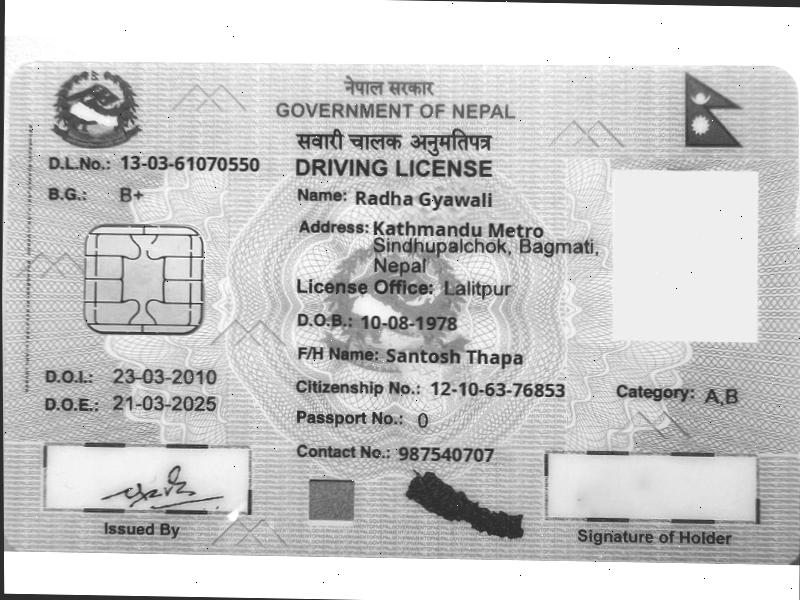 नेपाल सरकार
GOVERNMENT OF NEPAL
सवारी चालक अनुमतिपत्र
DRIVING LICENSE
D.L.No.: 13-03-61070550
B.G.: B+
Name: Radha Gyawali
Address: Kathmandu Metro
Sindhupalchok, Bagmati,
Nepal
License Office: Lalitpur
D.O.B.: 10-08-1978
F/H Name: Santosh Thapa
D.O.I.: 23-03-2010
Citizenship No.: 12-10-63-76853
Category: A,B
D.O.E.: 21-03-2025
Passport No.: 0
Contact No.: 987540707
Issued By
Signature of Holder